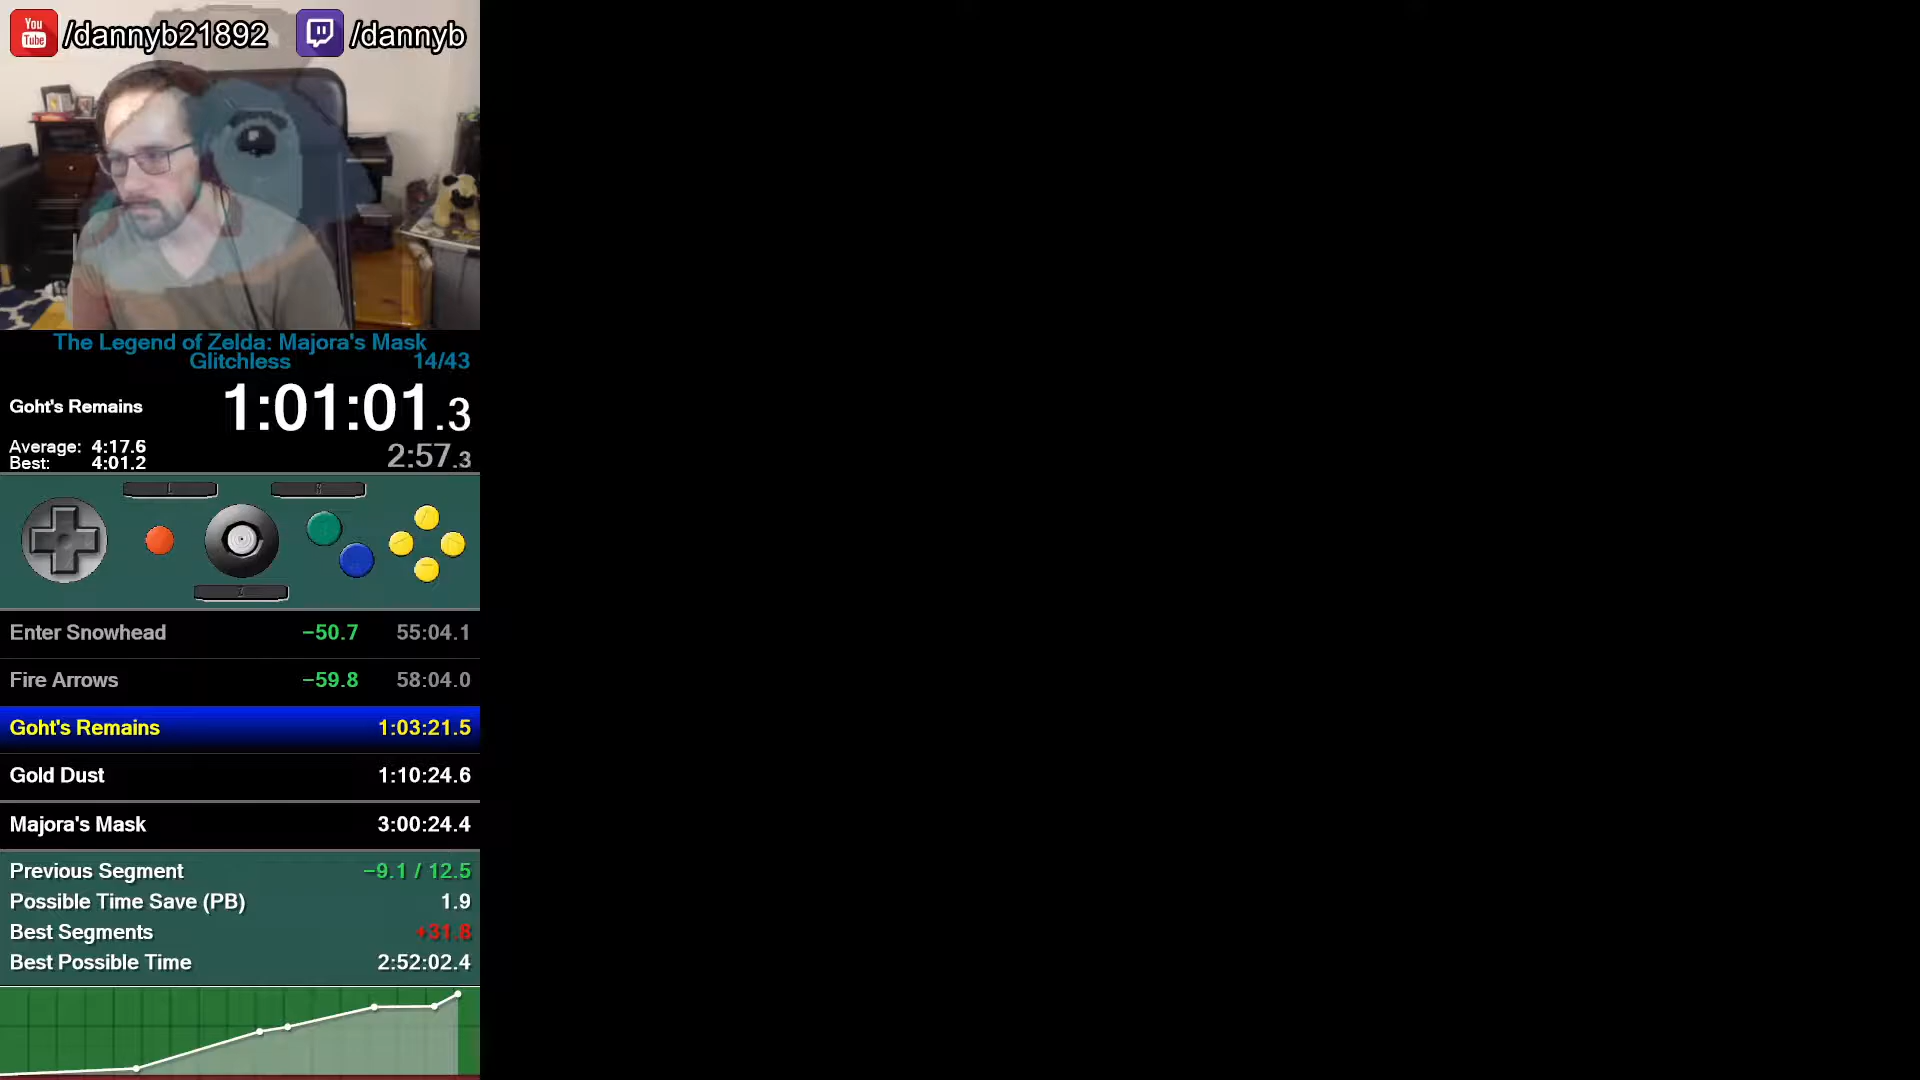 You Tube /dannyb21892 /dannyb
The Legend of Zelda: Majora's Mask
Glitchless 14/43
Goht's Remains 1:01:01.3
Average: 4:17.6
Best: 4:01.2 2:57.3
Enter Snowhead −50.7 55:04.1
Fire Arrows −59.8 58:04.0
Goht's Remains 1:03:21.5
Gold Dust 1:10:24.6
Majora's Mask 3:00:24.4
Previous Segment −9.1 / 12.5
Possible Time Save (PB) 1.9
Best Segments +31.8
Best Possible Time 2:52:02.4